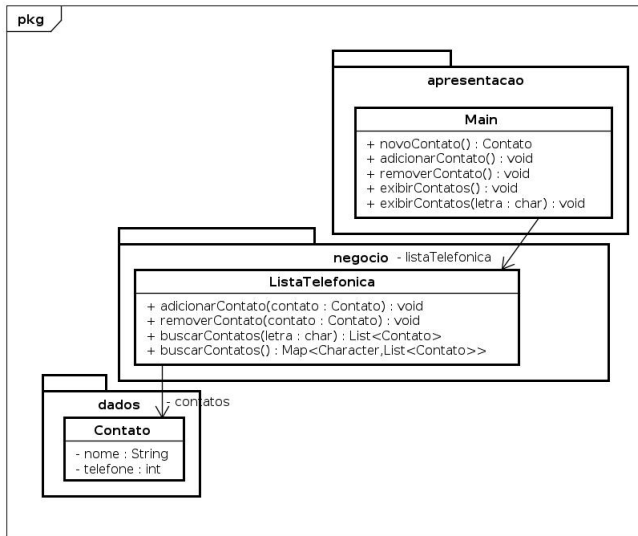 pkg
apresentacao
Main
+ novoContato() : Contato
+ adicionarContato() : void
+ removerContato() : void
+ exibirContatos() : void
+ exibirContatos(letra : char) : void
negocio - listaTelefonica
ListaTelefonica
+ adicionarContato(contato : Contato) : void
+ removerContato(contato : Contato) : void
+ buscarContatos(letra : char) : List<Contato>
+ buscarContatos() : Map<Character,List<Contato>>
dados - contatos
Contato
- nome : String
- telefone : int